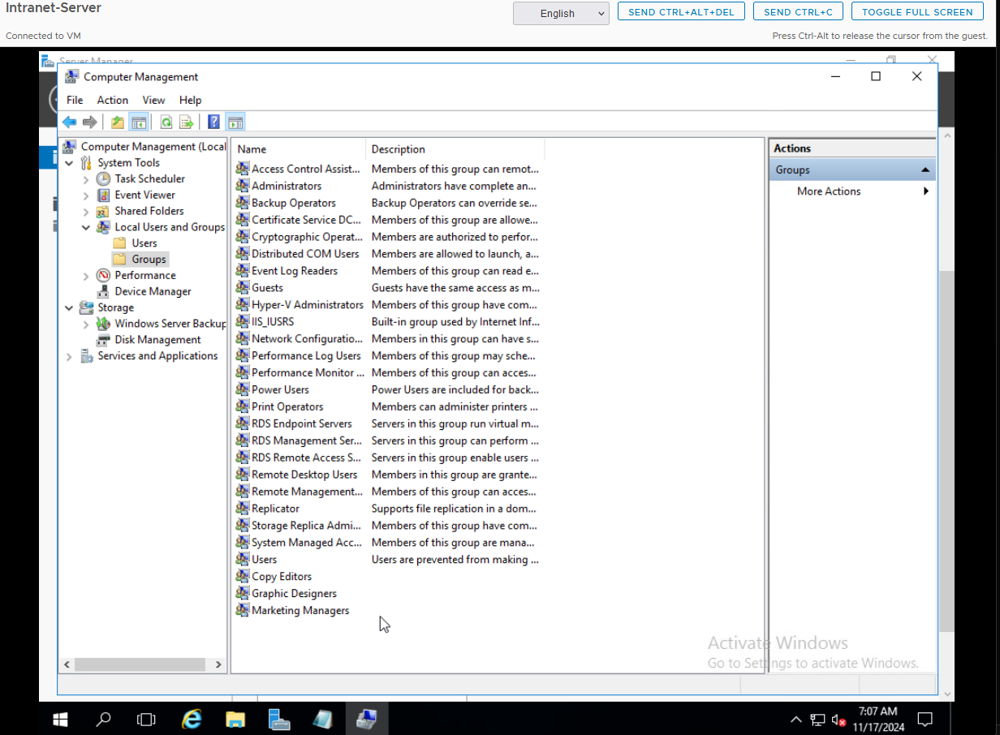 Intranet-Server
English
SEND CTRL+ALT+DEL
SEND CTRL+C
TOGGLE FULL SCREEN
Connected to VM
Press Ctrl-Alt to release the cursor from the guest.
Server Manager
Computer Management
File Action View Help
Computer Management (Local
System Tools
Task Scheduler
Event Viewer
Shared Folders
Local Users and Groups
Users
Groups
Performance
Device Manager
Storage
Windows Server Backup
Disk Management
Services and Applications
Name Description
Access Control Assist... Members of this group can remot...
Administrators Administrators have complete an...
Backup Operators Backup Operators can override se...
Certificate Service DC... Members of this group are allowe...
Cryptographic Operat... Members are authorized to perfor...
Distributed COM Users Members are allowed to launch, a...
Event Log Readers Members of this group can read e...
Guests Guests have the same access as m...
Hyper-V Administrators Members of this group have com...
IIS_IUSRS Built-in group used by Internet Inf...
Network Configuratio... Members in this group can have s...
Performance Log Users Members of this group may sche...
Performance Monitor ... Members of this group can acces...
Power Users Power Users are included for back...
Print Operators Members can administer printers ...
RDS Endpoint Servers Servers in this group run virtual m...
RDS Management Ser... Servers in this group can perform ...
RDS Remote Access S... Servers in this group enable users ...
Remote Desktop Users Members in this group are grante...
Remote Management... Members of this group can acces...
Replicator Supports file replication in a dom...
Storage Replica Admi... Members of this group have com...
System Managed Acc... Members of this group are mana...
Users Users are prevented from making ...
Copy Editors
Graphic Designers
Marketing Managers
Actions
Groups
More Actions
Activate Windows
Go to Settings to activate Windows.
7:07 AM
11/17/2024